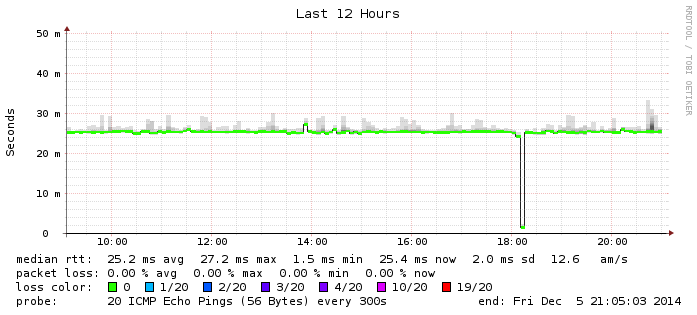 Last 12 Hours
RRDTOOL / TOBI OETIKER
Seconds
50 m
40 m
30 m
20 m
10 m
0
10:00 12:00 14:00 16:00 18:00 20:00
median rtt: 25.2 ms avg 27.2 ms max 1.5 ms min 25.4 ms now 2.0 ms sd 12.6 am/s
packet loss: 0.00 % avg 0.00 % max 0.00 % min 0.00 % now
loss color: 0 1/20 2/20 3/20 4/20 10/20 19/20
probe: 20 ICMP Echo Pings (56 Bytes) every 300s end: Fri Dec 5 21:05:03 2014